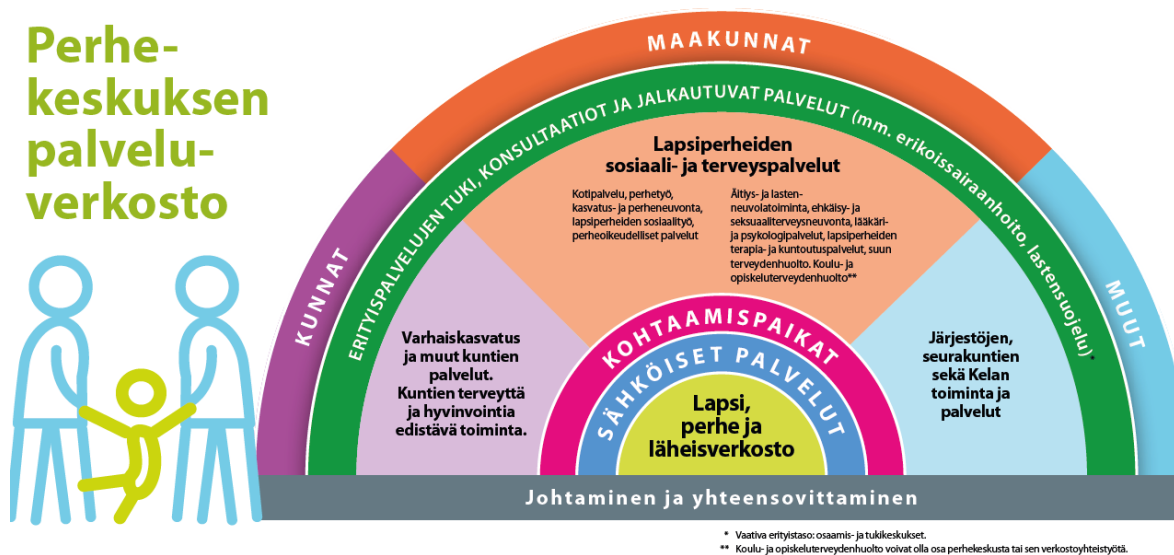 Perhe-
keskuksen
palvelu-
verkosto
MAAKUNNAT
KUNNAT
MUUT
ERITYISPALVELUJEN TUKI, KONSULTAATIOT JA JALKAUTUVAT PALVELUT (mm. erikoissairaanhoito, lastensuojelu)*
Lapsiperheiden
sosiaali- ja terveyspalvelut
Kotipalvelu, perhetyö,
kasvatus- ja perheneuvonta,
lapsiperheiden sosiaalityö,
perheoikeudelliset palvelut
Äitiys- ja lasten-
neuvolatoiminta, ehkäisy- ja
seksuaaliterveysneuvonta, lääkäri-
ja psykologipalvelut, lapsiperheiden
terapia- ja kuntoutuspalvelut, suun
terveydenhuolto. Koulu- ja
opiskeluterveydenhuolto**
Varhaiskasvatus
ja muut kuntien
palvelut.
Kuntien terveyttä
ja hyvinvointia
edistävä toiminta.
Järjestöjen,
seurakuntien
sekä Kelan
toiminta ja
palvelut
KOHTAAMISPAIKAT
SÄHKÖISET PALVELUT
Lapsi,
perhe ja
läheisverkosto
Johtaminen ja yhteensovittaminen
* Vaativa erityistaso: osaamis- ja tukikeskukset.
** Koulu- ja opiskeluterveydenhuolto voivat olla osa perhekeskusta tai sen verkostoyhteistyötä.